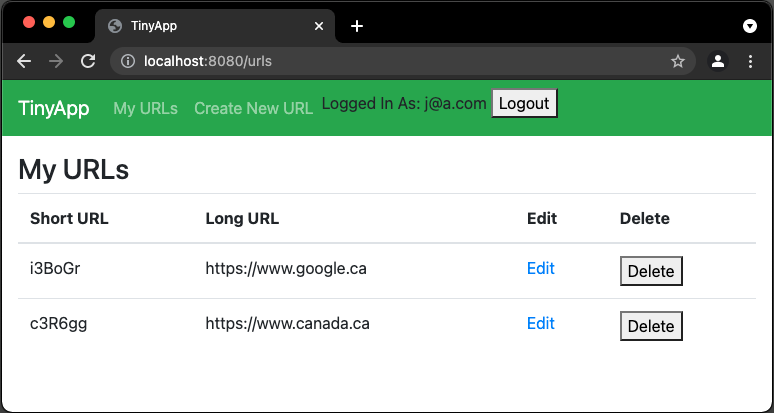 TinyApp
localhost:8080/urls
TinyApp My URLs Create New URL Logged In As: j@a.com Logout
My URLs
Short URL Long URL Edit Delete
i3BoGr https://www.google.ca Edit Delete
c3R6gg https://www.canada.ca Edit Delete